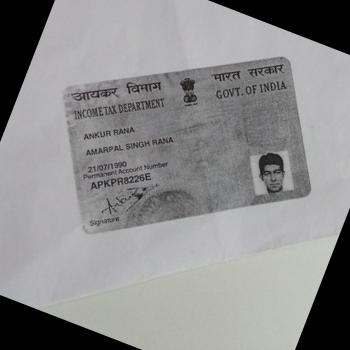 आयकर विभाग
INCOME TAX DEPARTMENT
भारत सरकार
GOVT. OF INDIA
ANKUR RANA
AMARPAL SINGH RANA
21/07/1990
Permanent Account Number
APKPR8226E
Signature